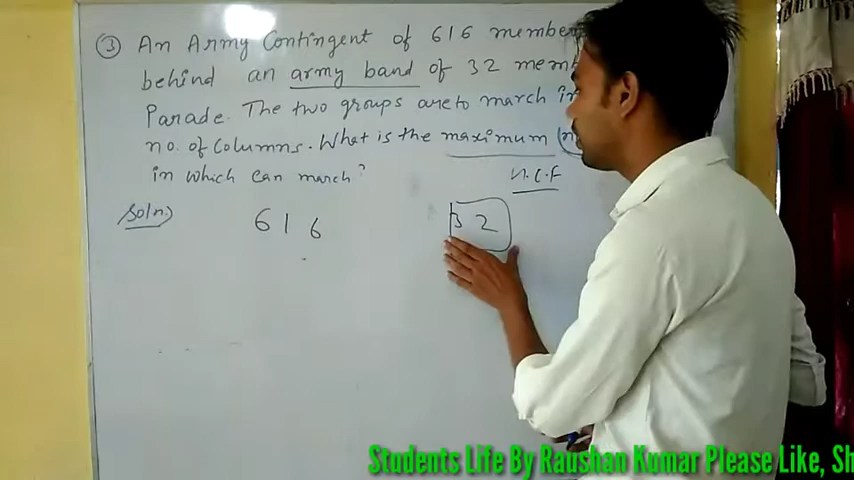 ③ An Army Contingent of 616 members
behind an army band of 32 mem
Parade. The two groups are to march in
no. of Columns. What is the maximum
in which can march?
H.C.F
Soln)
616
32
Students Life By Raushan Kumar Please Like, Sh